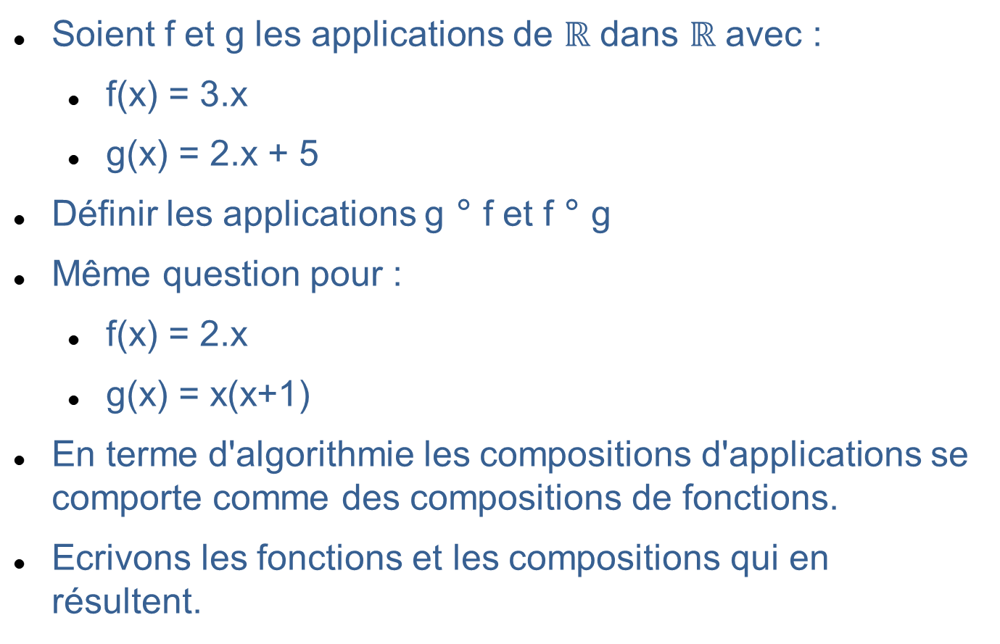 • Soient f et g les applications de ℝ dans ℝ avec :
• f(x) = 3.x
• g(x) = 2.x + 5
• Définir les applications g ° f et f ° g
• Même question pour :
• f(x) = 2.x
• g(x) = x(x+1)
• En terme d'algorithmie les compositions d'applications se
comporte comme des compositions de fonctions.
• Ecrivons les fonctions et les compositions qui en
résultent.